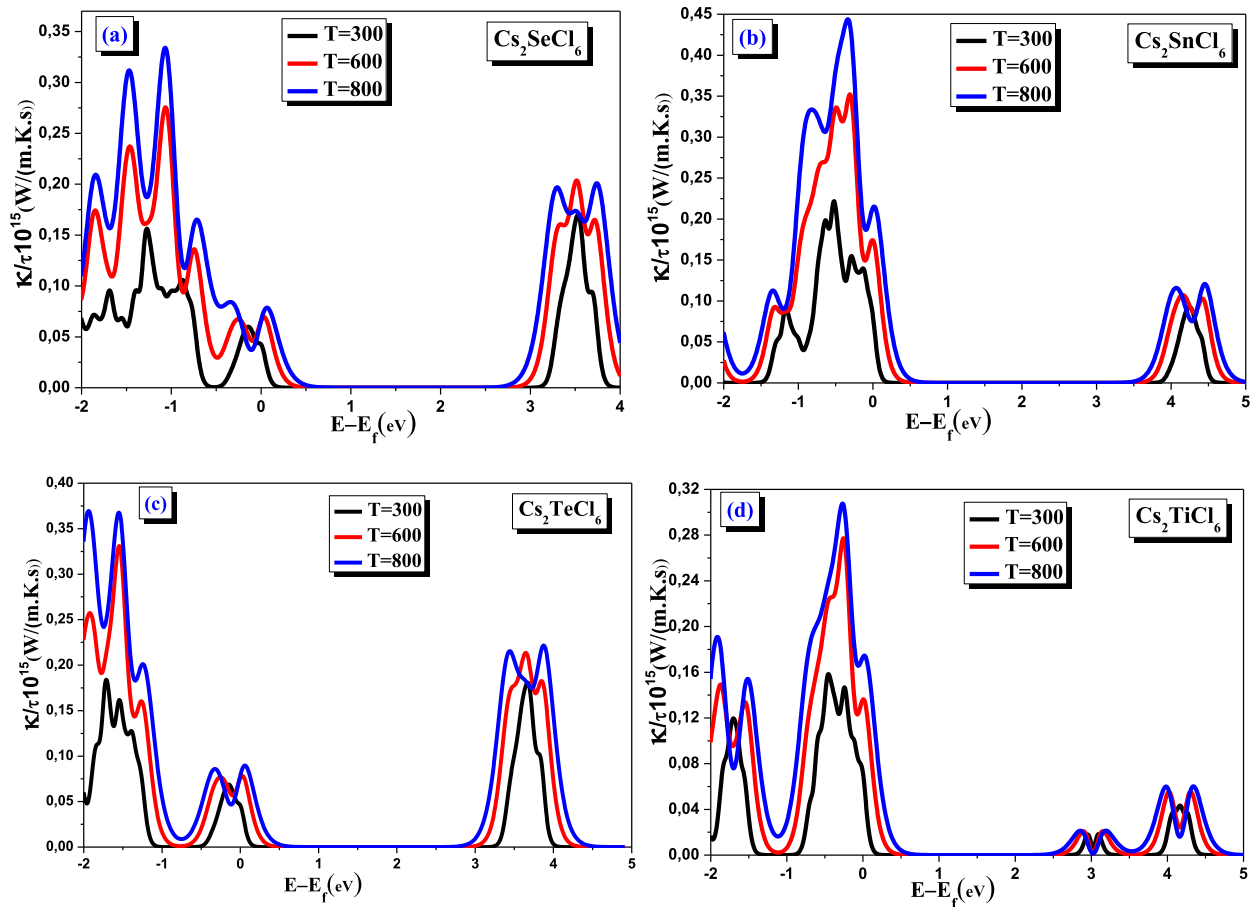 (a)
Cs2SeCl6
T=300
T=600
T=800
0,35
0,30
0,25
0,20
0,15
0,10
0,05
0,00
κ/τ10^15(W/(m.K.s))
-2 -1 0 1 2 3 4
E−Ef(eV)
(b)
Cs2SnCl6
T=300
T=600
T=800
0,45
0,40
0,35
0,30
0,25
0,20
0,15
0,10
0,05
0,00
κ/τ10^15(W/(m.K.s))
-2 -1 0 1 2 3 4 5
E−Ef(eV)
(c)
Cs2TeCl6
T=300
T=600
T=800
0,40
0,35
0,30
0,25
0,20
0,15
0,10
0,05
0,00
κ/τ10^15(W/(m.K.s))
-2 -1 0 1 2 3 4 5
E−Ef(eV)
(d)
Cs2TiCl6
T=300
T=600
T=800
0,32
0,28
0,24
0,20
0,16
0,12
0,08
0,04
0,00
κ/τ10^15(W/(m.K.s))
-2 -1 0 1 2 3 4 5
E−Ef(eV)